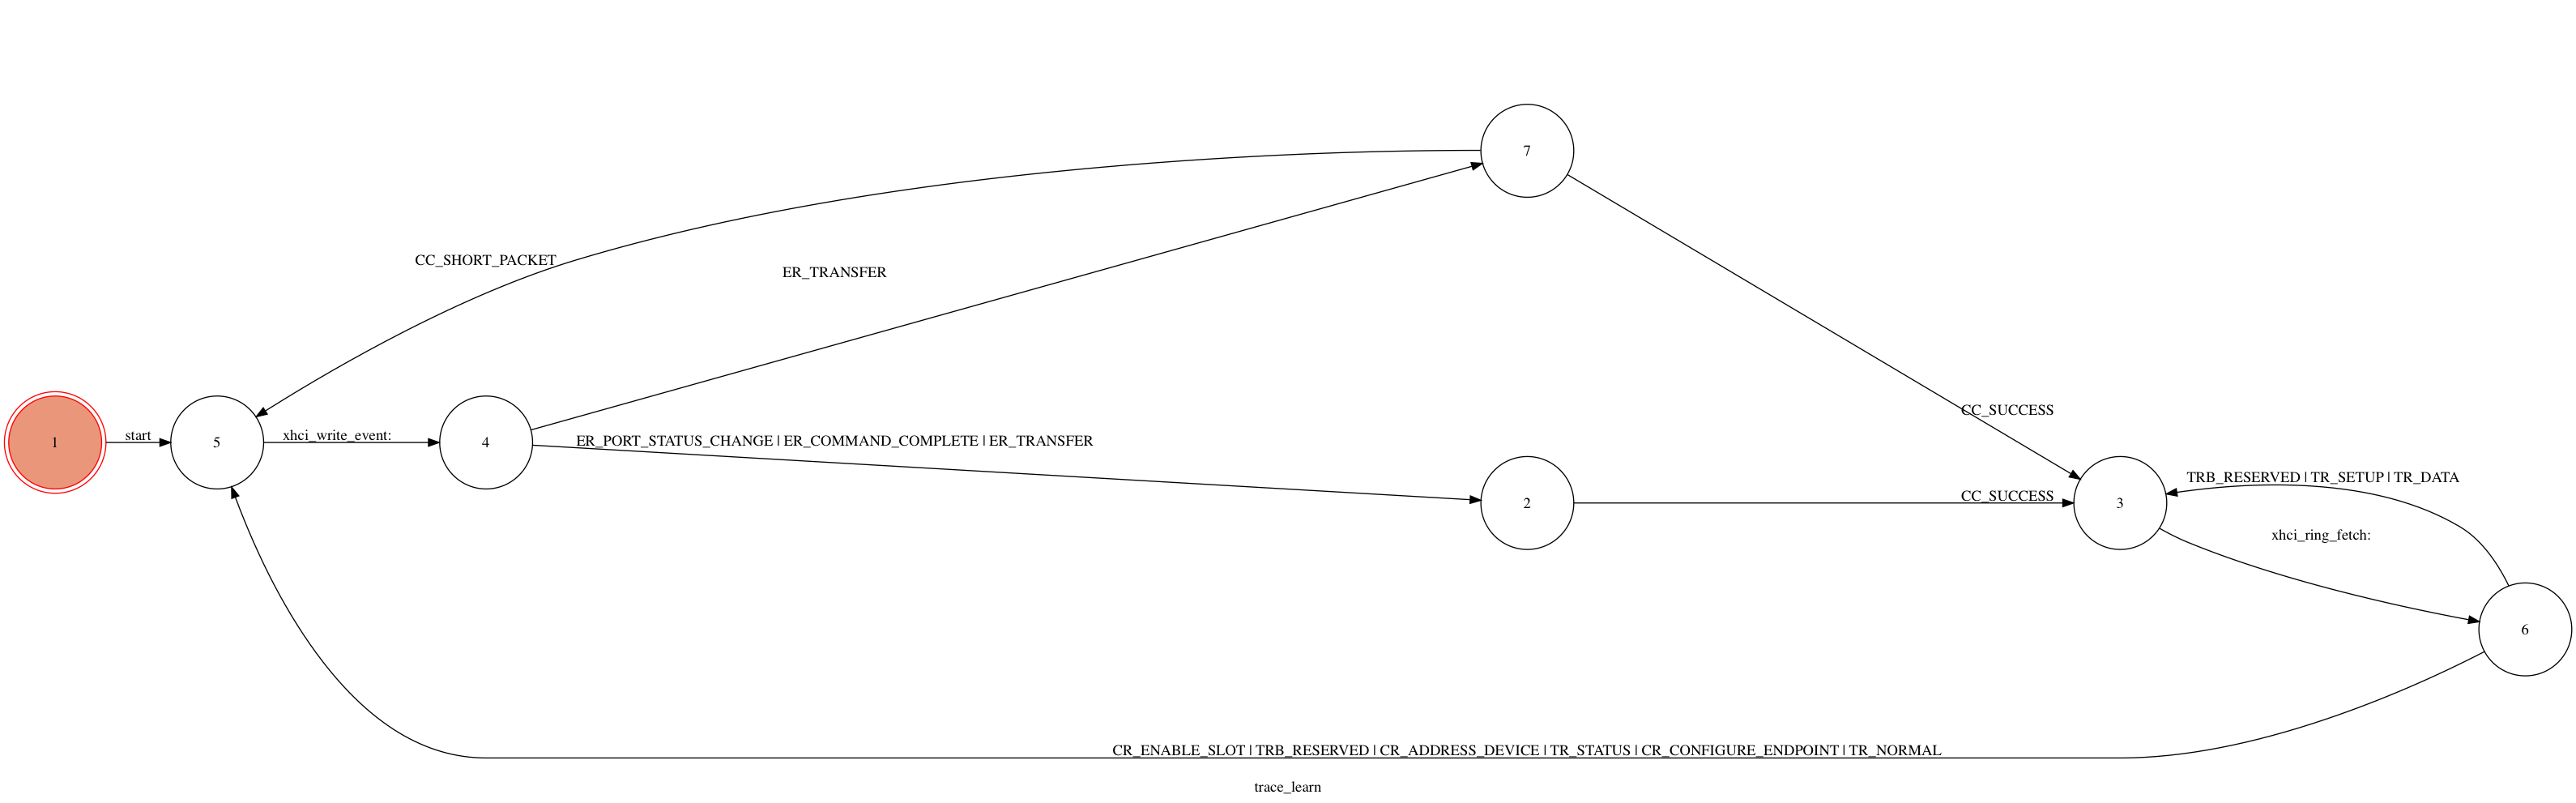 7
CC_SHORT_PACKET
ER_TRANSFER
CC_SUCCESS
1
start
5
xhci_write_event:
4
ER_PORT_STATUS_CHANGE | ER_COMMAND_COMPLETE | ER_TRANSFER
2
CC_SUCCESS
3
TRB_RESERVED | TR_SETUP | TR_DATA
xhci_ring_fetch:
6
CR_ENABLE_SLOT | TRB_RESERVED | CR_ADDRESS_DEVICE | TR_STATUS | CR_CONFIGURE_ENDPOINT | TR_NORMAL
trace_learn